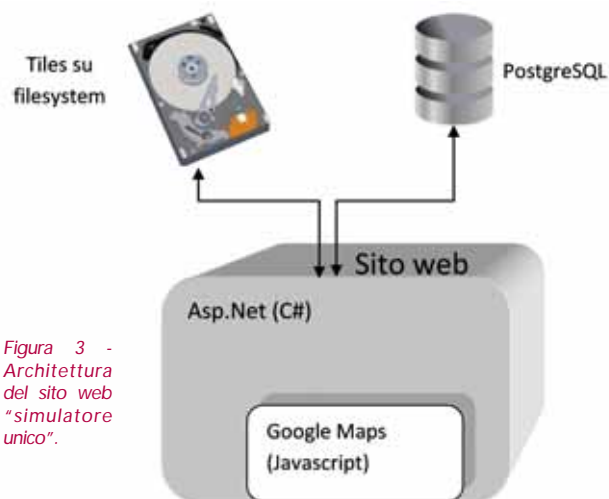 Tiles su
filesystem
PostgreSQL
Sito web
Asp.Net (C#)
Google Maps
(Javascript)
Figura 3 -
Architettura
del sito web
“simulatore
unico”.